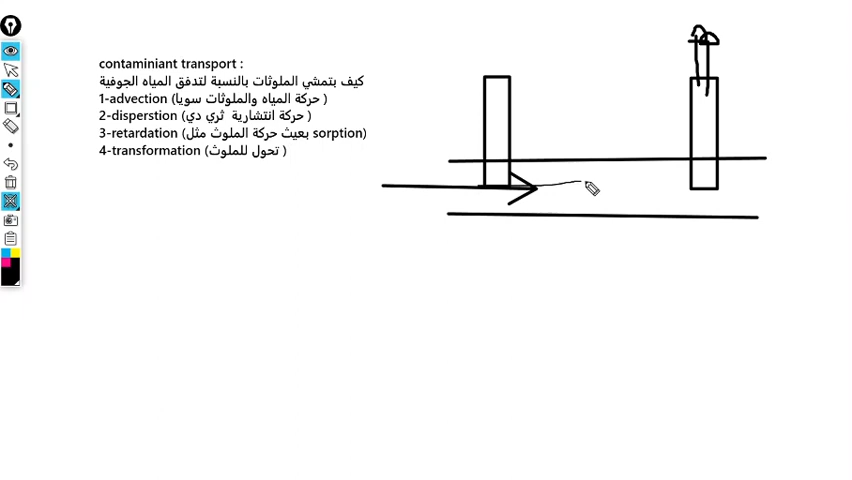 contaminiant transport :
كيف بتمشي الملوثات بالنسبة لتدفق المياه الجوفية
1-advection (حركة المياه والملوثات سويا )
2-disperstion (حركة انتشارية  ثري دي )
3-retardation (بعيث حركة الملوث مثل sorption)
4-transformation (تحول للملوث )